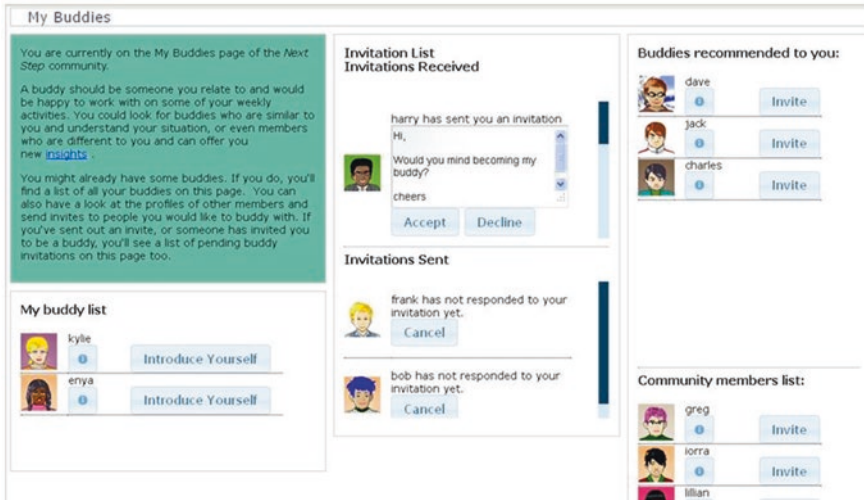 My Buddies
You are currently on the My Buddies page of the Next
Step community.
A buddy should be someone you relate to and would
be happy to work with on some of your weekly
activities. You could look for buddies who are similar to
you and understand your situation, or even members
who are different to you and can offer you
new insights .
You might already have some buddies. If you do, you'll
find a list of all your buddies on this page. You can
also have a look at the profiles of other members and
send invites to people you would like to buddy with. If
you've sent out an invite, or someone has invited you
to be a buddy, you'll see a list of pending buddy
invitations on this page too.
My buddy list
kylie
Introduce Yourself
enya
Introduce Yourself
Invitation List
Invitations Received
harry has sent you an invitation
Hi,
Would you mind becoming my
buddy?
cheers
Accept Decline
Invitations Sent
frank has not responded to your
invitation yet.
Cancel
bob has not responded to your
invitation yet.
Cancel
Buddies recommended to you:
dave
Invite
jack
Invite
charles
Invite
Community members list:
greg
Invite
iorra
Invite
lillian